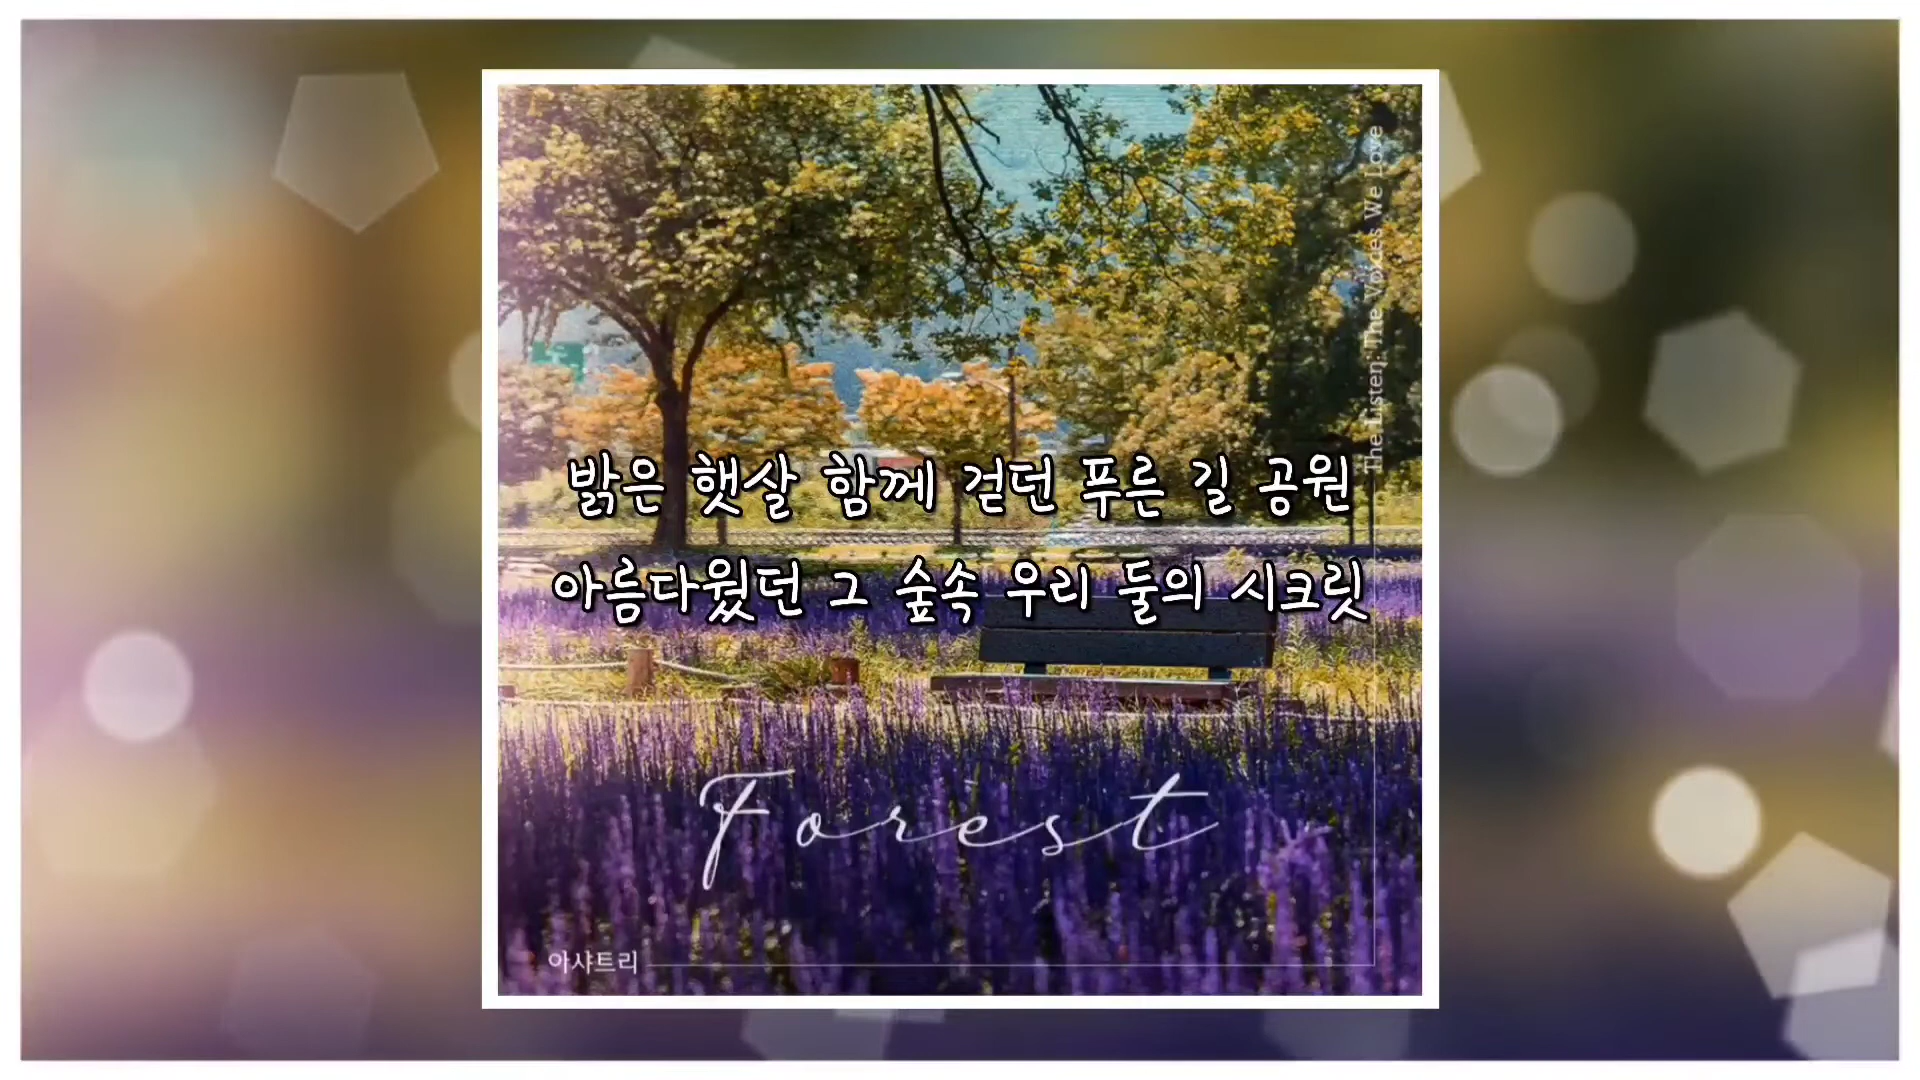 The Listen: The Voices We Love
밝은 햇살 함께 걷던 푸른 길 공원
아름다웠던 그 숲속 우리 둘의 시크릿
Forest
아샤트리